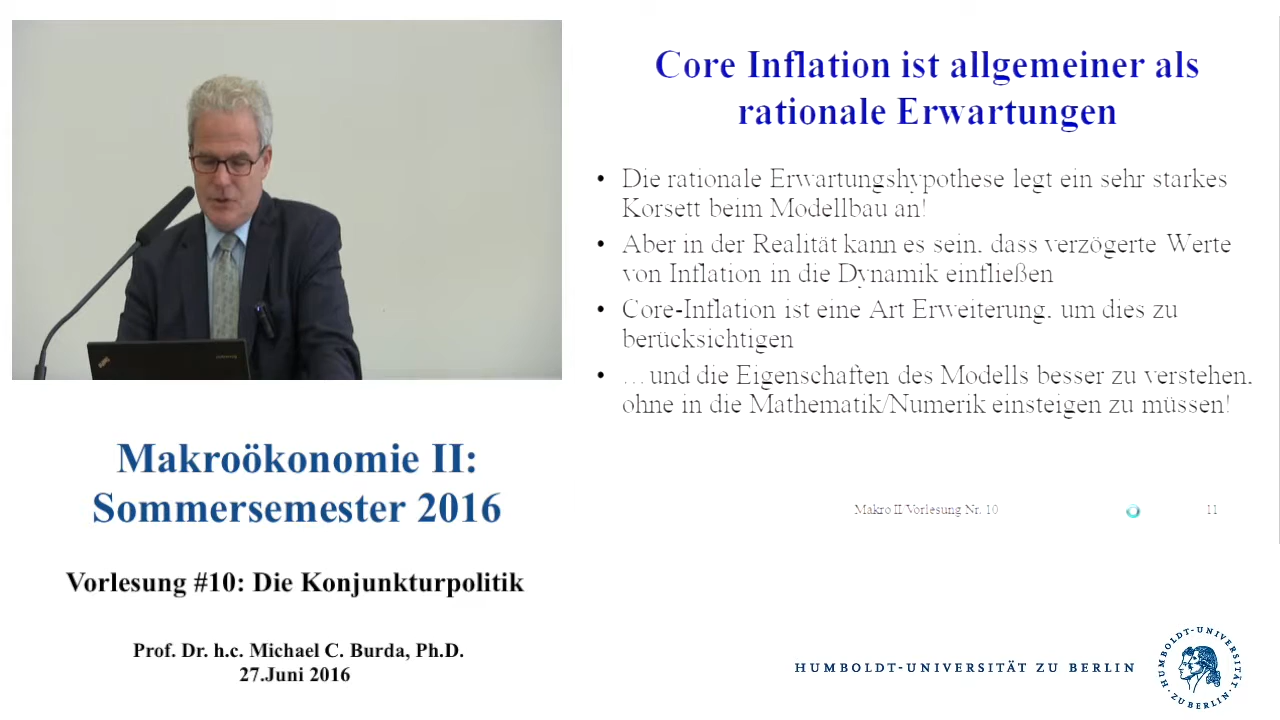 Core Inflation ist allgemeiner als
rationale Erwartungen
• Die rationale Erwartungshypothese legt ein sehr starkes
Korsett beim Modellbau an!
• Aber in der Realität kann es sein, dass verzögerte Werte
von Inflation in die Dynamik einfließen
• Core-Inflation ist eine Art Erweiterung, um dies zu
berücksichtigen
• …und die Eigenschaften des Modells besser zu verstehen,
ohne in die Mathematik/Numerik einsteigen zu müssen!
Makro II/Vorlesung Nr. 10
11
Makroökonomie II:
Sommersemester 2016
Vorlesung #10: Die Konjunkturpolitik
Prof. Dr. h.c. Michael C. Burda, Ph.D.
27.Juni 2016
HUMBOLDT-UNIVERSITÄT ZU BERLIN
HUMBOLDT-UNIVERSITÄT · ZU BERLIN ·